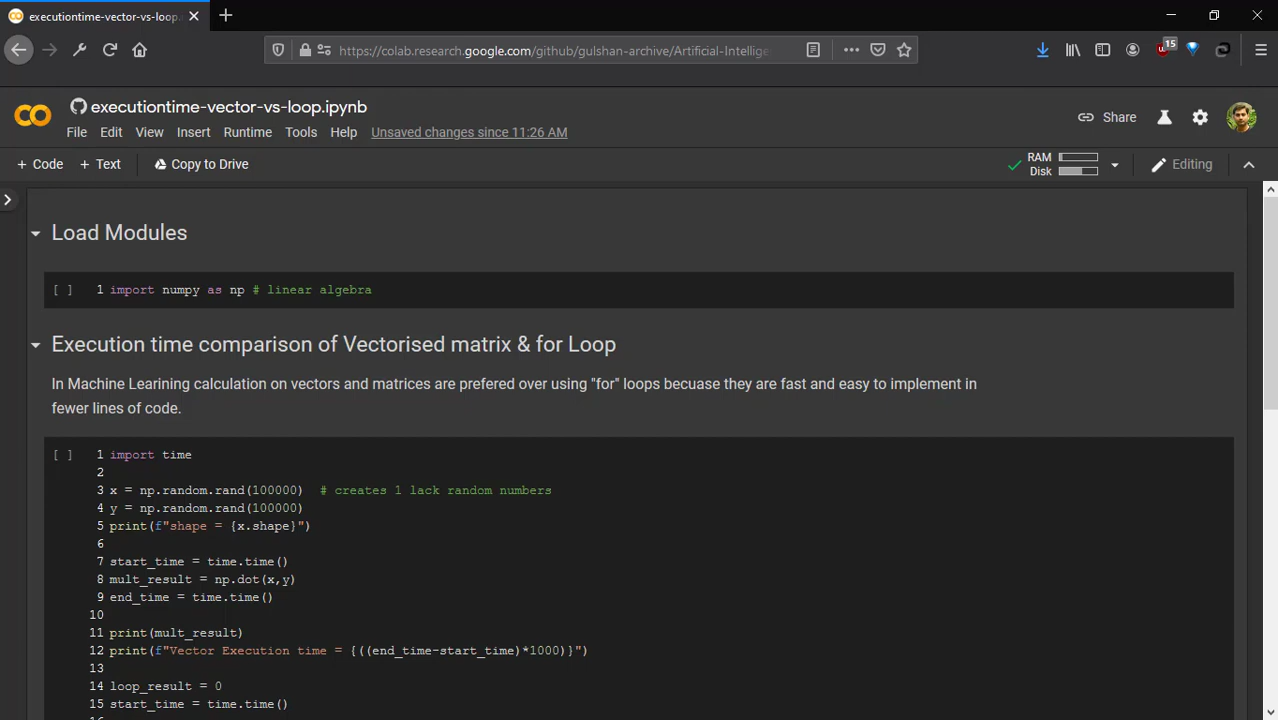 executiontime-vector-vs-loop.
https://colab.research.google.com/github/gulshan-archive/Artificial-Intellige
15
executiontime-vector-vs-loop.ipynb
File Edit View Insert Runtime Tools Help Unsaved changes since 11:26 AM
Share
+ Code + Text Copy to Drive
RAM
Disk
Editing
Load Modules
[ ] 1 import numpy as np # linear algebra
Execution time comparison of Vectorised matrix & for Loop
In Machine Learining calculation on vectors and matrices are prefered over using "for" loops becuase they are fast and easy to implement in
fewer lines of code.
[ ] 1 import time
2
3 x = np.random.rand(100000)  # creates 1 lack random numbers
4 y = np.random.rand(100000)
5 print(f"shape = {x.shape}")
6
7 start_time = time.time()
8 mult_result = np.dot(x,y)
9 end_time = time.time()
10
11 print(mult_result)
12 print(f"Vector Execution time = {((end_time-start_time)*1000)}")
13
14 loop_result = 0
15 start_time = time.time()